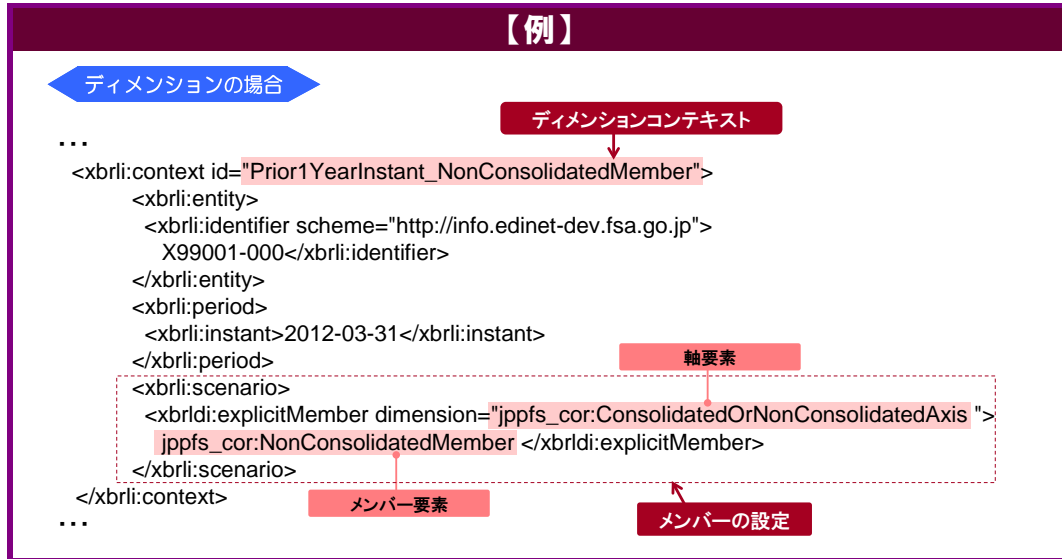 【例】
ディメンションの場合
ディメンションコンテキスト
...
<xbrli:context id="Prior1YearInstant_NonConsolidatedMember">
<xbrli:entity>
<xbrli:identifier scheme="http://info.edinet-dev.fsa.go.jp">
X99001-000</xbrli:identifier>
</xbrli:entity>
<xbrli:period>
<xbrli:instant>2012-03-31</xbrli:instant>
</xbrli:period>
軸要素
<xbrli:scenario>
<xbrldi:explicitMember dimension="jppfs_cor:ConsolidatedOrNonConsolidatedAxis ">
jppfs_cor:NonConsolidatedMember </xbrldi:explicitMember>
</xbrli:scenario>
</xbrli:context>
メンバー要素
メンバーの設定
...